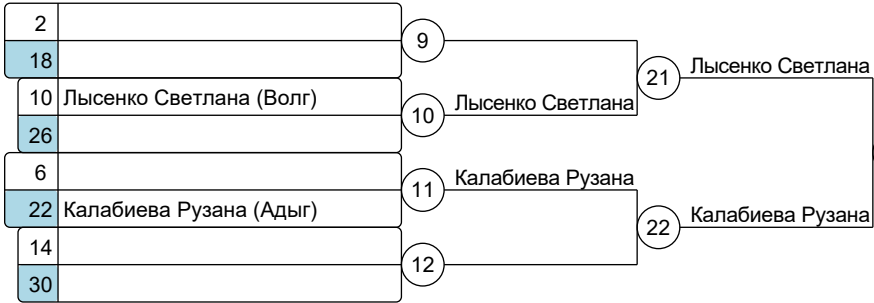 2
9
18
21 Лысенко Светлана
10 Лысенко Светлана (Волг)
10 Лысенко Светлана
26
6
11 Калабиева Рузана
22 Калабиева Рузана (Адыг)
22 Калабиева Рузана
14
12
30